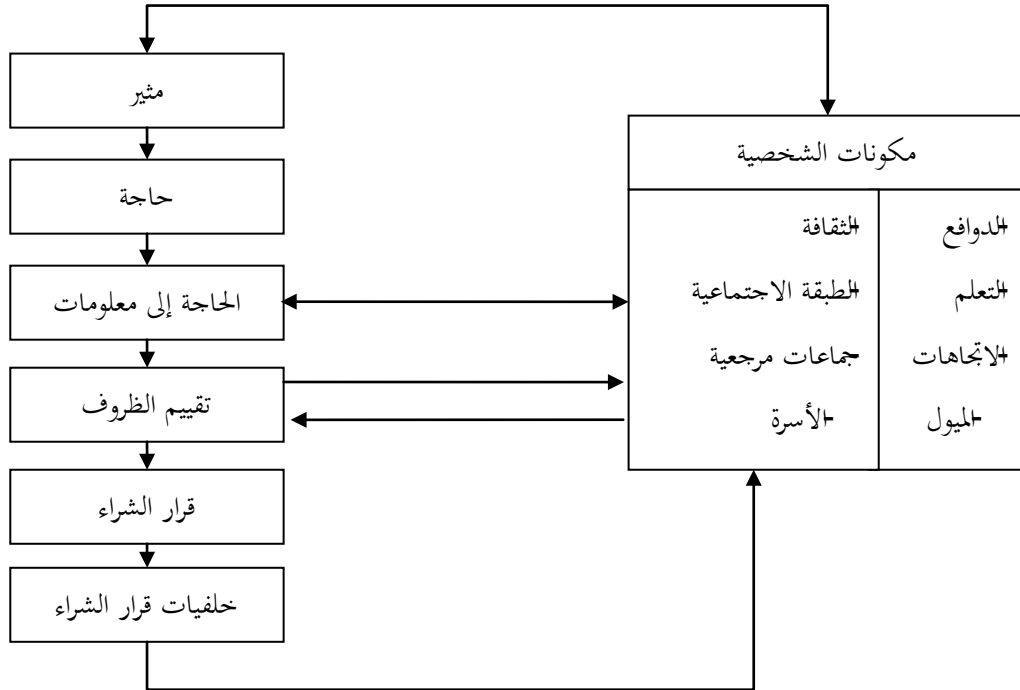 مثير
حاجة
الحاجة إلى معلومات
تقييم الظروف
قرار الشراء
خلفيات قرار الشراء
مكونات الشخصية
-الدوافع
-التعلم
-الاتجاهات
-الميول
-الثقافة
-الطبقة الاجتماعية
-جماعات مرجعية
-الأسرة